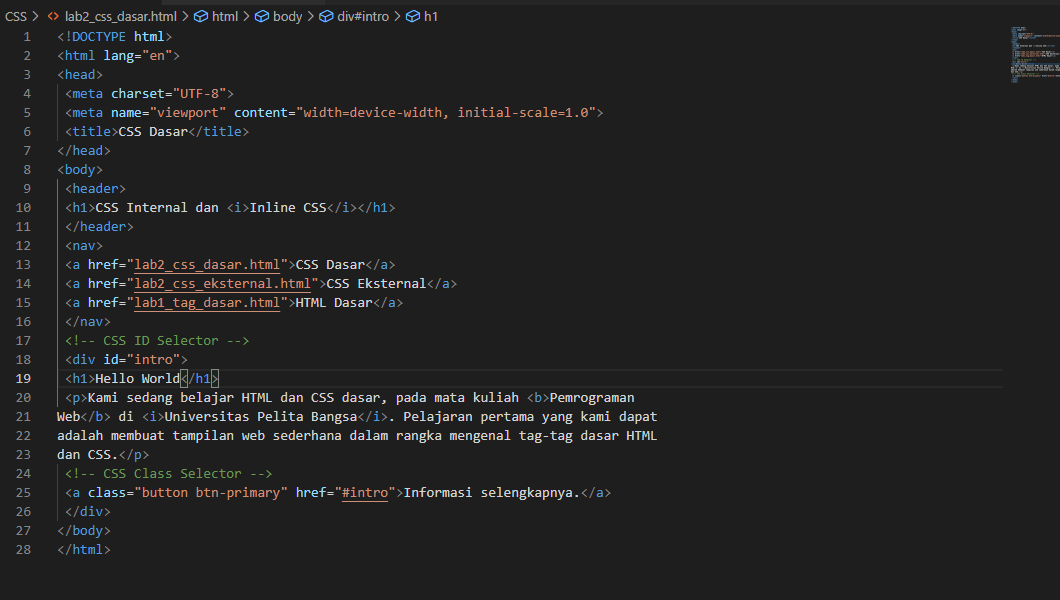 CSS > lab2_css_dasar.html > html > body > div#intro > h1
1 <!DOCTYPE html>
2 <html lang="en">
3 <head>
4 <meta charset="UTF-8">
5 <meta name="viewport" content="width=device-width, initial-scale=1.0">
6 <title>CSS Dasar</title>
7 </head>
8 <body>
9 <header>
10 <h1>CSS Internal dan <i>Inline CSS</i></h1>
11 </header>
12 <nav>
13 <a href="lab2_css_dasar.html">CSS Dasar</a>
14 <a href="lab2_css_eksternal.html">CSS Eksternal</a>
15 <a href="lab1_tag_dasar.html">HTML Dasar</a>
16 </nav>
17 <!-- CSS ID Selector -->
18 <div id="intro">
19 <h1>Hello World</h1>
20 <p>Kami sedang belajar HTML dan CSS dasar, pada mata kuliah <b>Pemrograman
21 Web</b> di <i>Universitas Pelita Bangsa</i>. Pelajaran pertama yang kami dapat
22 adalah membuat tampilan web sederhana dalam rangka mengenal tag-tag dasar HTML
23 dan CSS.</p>
24 <!-- CSS Class Selector -->
25 <a class="button btn-primary" href="#intro">Informasi selengkapnya.</a>
26 </div>
27 </body>
28 </html>